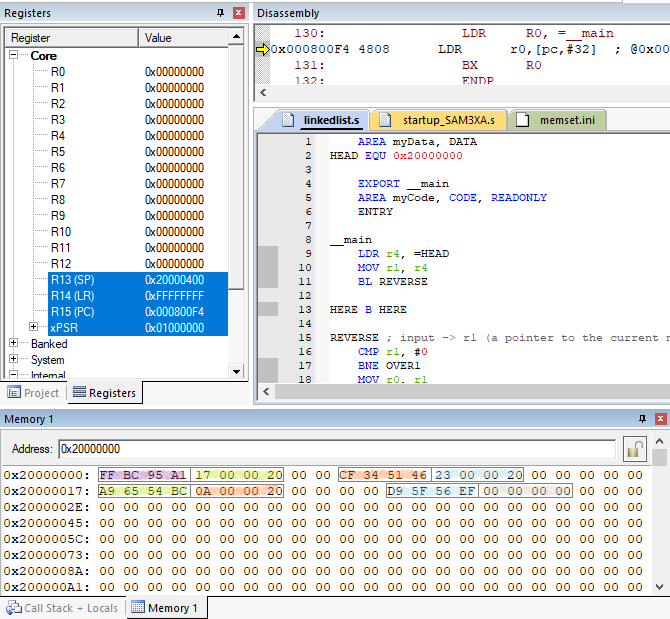 Registers
Register Value
Core
R0 0x00000000
R1 0x00000000
R2 0x00000000
R3 0x00000000
R4 0x00000000
R5 0x00000000
R6 0x00000000
R7 0x00000000
R8 0x00000000
R9 0x00000000
R10 0x00000000
R11 0x00000000
R12 0x00000000
R13 (SP) 0x20000400
R14 (LR) 0xFFFFFFFF
R15 (PC) 0x000800F4
xPSR 0x01000000
Banked
System
Internal
Project Registers
Disassembly
130: LDR R0, =__main
0x000800F4 4808 LDR r0,[pc,#32] ; @0x00
131: BX R0
132: ENDP
linkedlist.s startup_SAM3XA.s memset.ini
1 AREA myData, DATA
2 HEAD EQU 0x20000000
3
4 EXPORT __main
5 AREA myCode, CODE, READONLY
6 ENTRY
7
8 __main
9 LDR r4, =HEAD
10 MOV r1, r4
11 BL REVERSE
12
13 HERE B HERE
14
15 REVERSE ; input -> r1 (a pointer to the current n
16 CMP r1, #0
17 BNE OVER1
18 MOV r0, r1
Memory 1
Address: 0x20000000
0x20000000: FF BC 95 A1 17 00 00 20 00 00 CF 34 51 46 23 00 00 20 00 00 00 00 00
0x20000017: A9 65 54 BC 0A 00 00 20 00 00 00 00 D9 5F 56 EF 00 00 00 00 00 00 00
0x2000002E: 00 00 00 00 00 00 00 00 00 00 00 00 00 00 00 00 00 00 00 00 00 00 00
0x20000045: 00 00 00 00 00 00 00 00 00 00 00 00 00 00 00 00 00 00 00 00 00 00 00
0x2000005C: 00 00 00 00 00 00 00 00 00 00 00 00 00 00 00 00 00 00 00 00 00 00 00
0x20000073: 00 00 00 00 00 00 00 00 00 00 00 00 00 00 00 00 00 00 00 00 00 00 00
0x2000008A: 00 00 00 00 00 00 00 00 00 00 00 00 00 00 00 00 00 00 00 00 00 00 00
0x200000A1: 00 00 00 00 00 00 00 00 00 00 00 00 00 00 00 00 00 00 00 00 00 00 00
Call Stack + Locals Memory 1